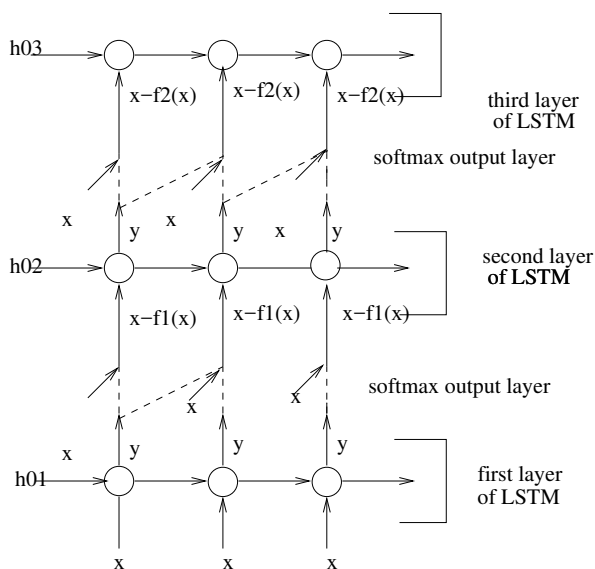 h03
x−f2(x)
x−f2(x)
x−f2(x)
third layer
of LSTM
softmax output layer
x
x
x
y
y
y
h02
second layer
of LSTM
x−f1(x)
x−f1(x)
x−f1(x)
softmax output layer
x
x
x
y
y
y
h01
first layer
of LSTM
x
x
x